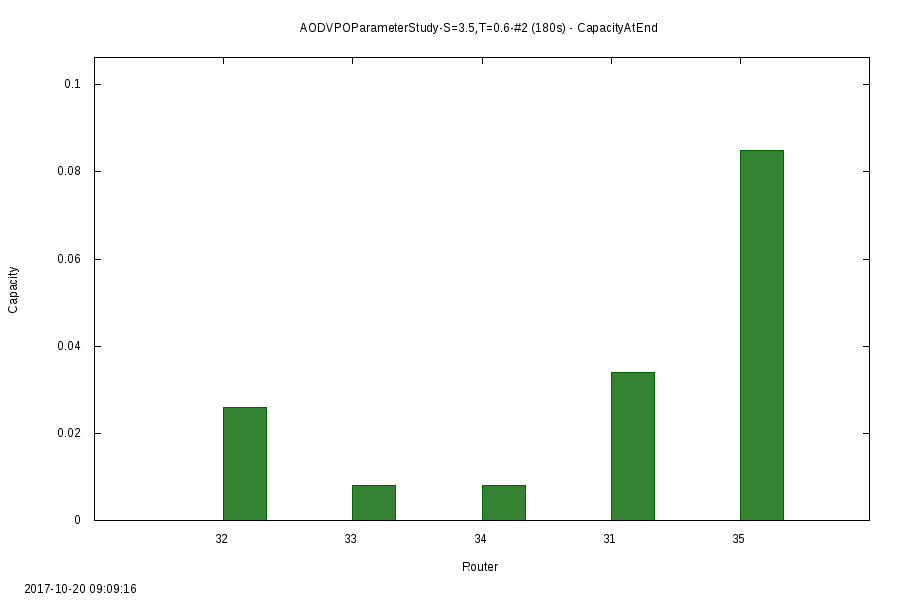 AODVPOParameterStudy-S=3.5,T=0.6-#2 (180s) - CapacityAtEnd
0.1
0.08
0.06
0.04
0.02
0
Capacity
32 33 34 31 35
Router
2017-10-20 09:09:16